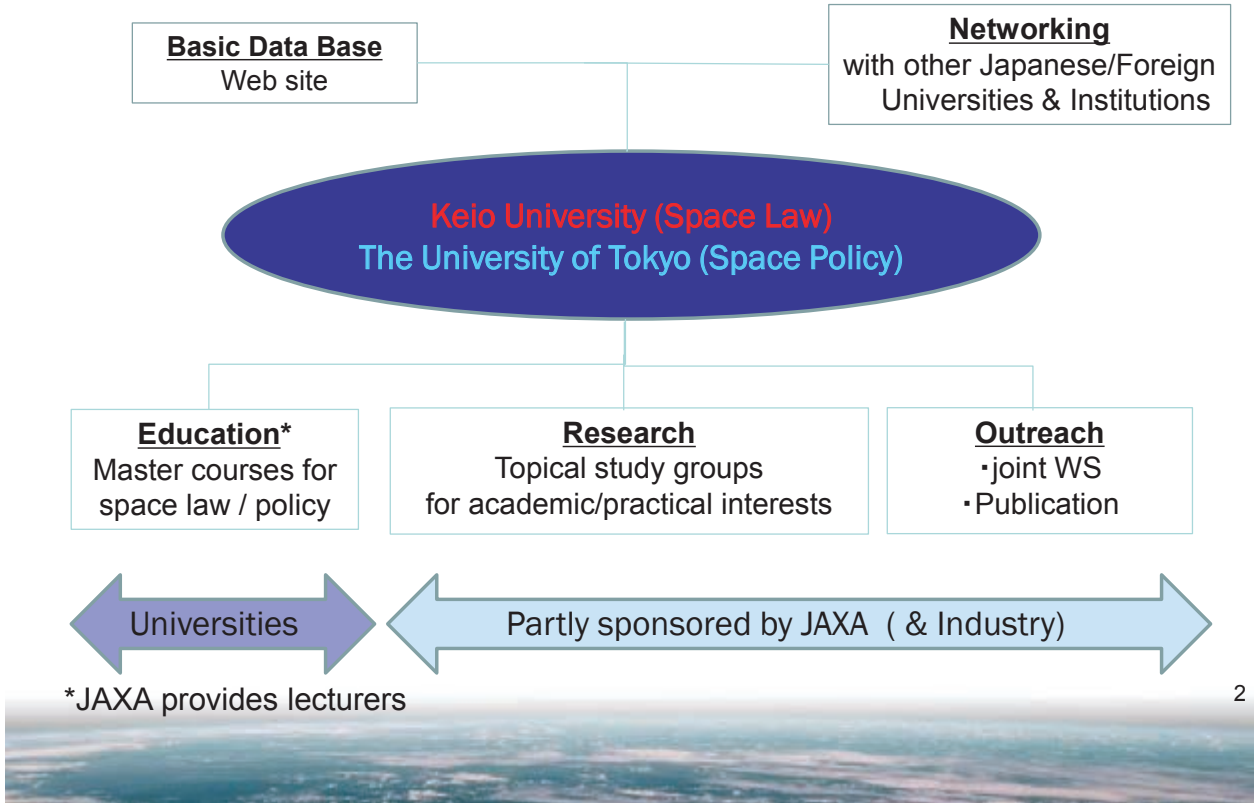 Basic Data Base
Web site
Networking
with other Japanese/Foreign
Universities & Institutions
Keio University (Space Law)
The University of Tokyo (Space Policy)
Education*
Master courses for
space law / policy
Research
Topical study groups
for academic/practical interests
Outreach
・joint WS
・Publication
Universities
Partly sponsored by JAXA ( & Industry)
*JAXA provides lecturers
2